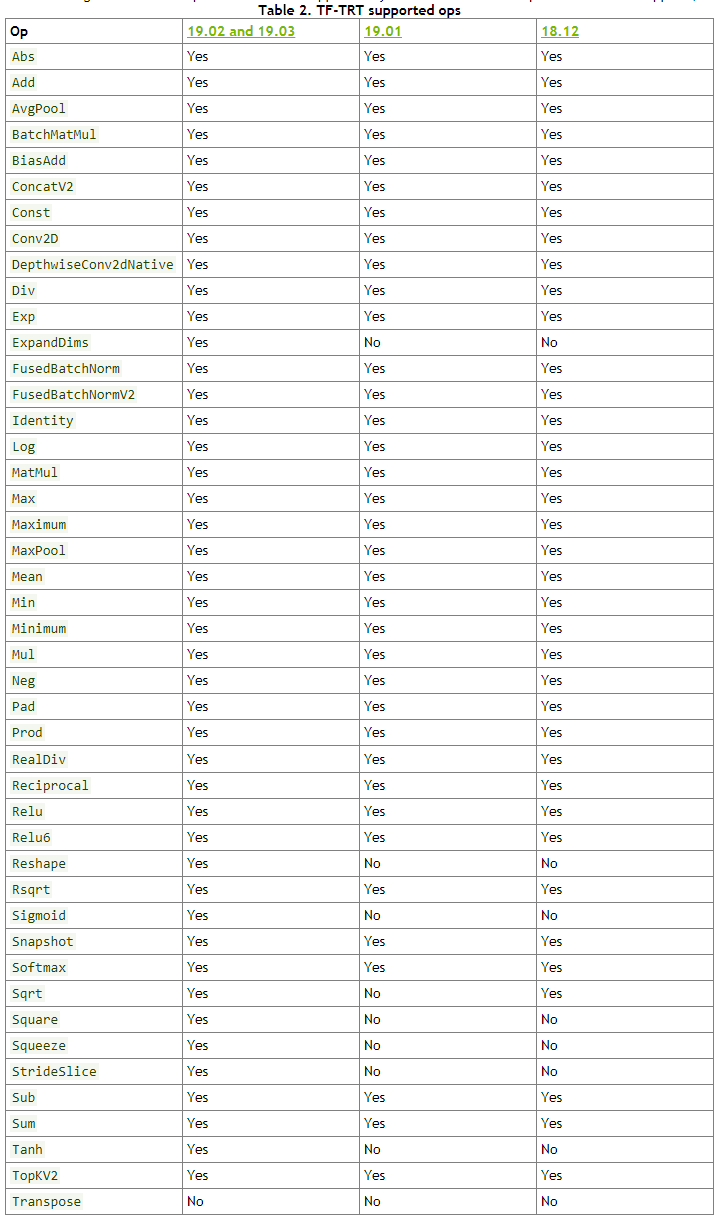 Table 2. TF-TRT supported ops
Op 19.02 and 19.03 19.01 18.12
Abs Yes Yes Yes
Add Yes Yes Yes
AvgPool Yes Yes Yes
BatchMatMul Yes Yes Yes
BiasAdd Yes Yes Yes
ConcatV2 Yes Yes Yes
Const Yes Yes Yes
Conv2D Yes Yes Yes
DepthwiseConv2dNative Yes Yes Yes
Div Yes Yes Yes
Exp Yes Yes Yes
ExpandDims Yes No No
FusedBatchNorm Yes Yes Yes
FusedBatchNormV2 Yes Yes Yes
Identity Yes Yes Yes
Log Yes Yes Yes
MatMul Yes Yes Yes
Max Yes Yes Yes
Maximum Yes Yes Yes
MaxPool Yes Yes Yes
Mean Yes Yes Yes
Min Yes Yes Yes
Minimum Yes Yes Yes
Mul Yes Yes Yes
Neg Yes Yes Yes
Pad Yes Yes Yes
Prod Yes Yes Yes
RealDiv Yes Yes Yes
Reciprocal Yes Yes Yes
Relu Yes Yes Yes
Relu6 Yes Yes Yes
Reshape Yes No No
Rsqrt Yes Yes Yes
Sigmoid Yes No No
Snapshot Yes Yes Yes
Softmax Yes Yes Yes
Sqrt Yes No Yes
Square Yes No No
Squeeze Yes No No
StrideSlice Yes No No
Sub Yes Yes Yes
Sum Yes Yes Yes
Tanh Yes No No
TopKV2 Yes Yes Yes
Transpose No No No